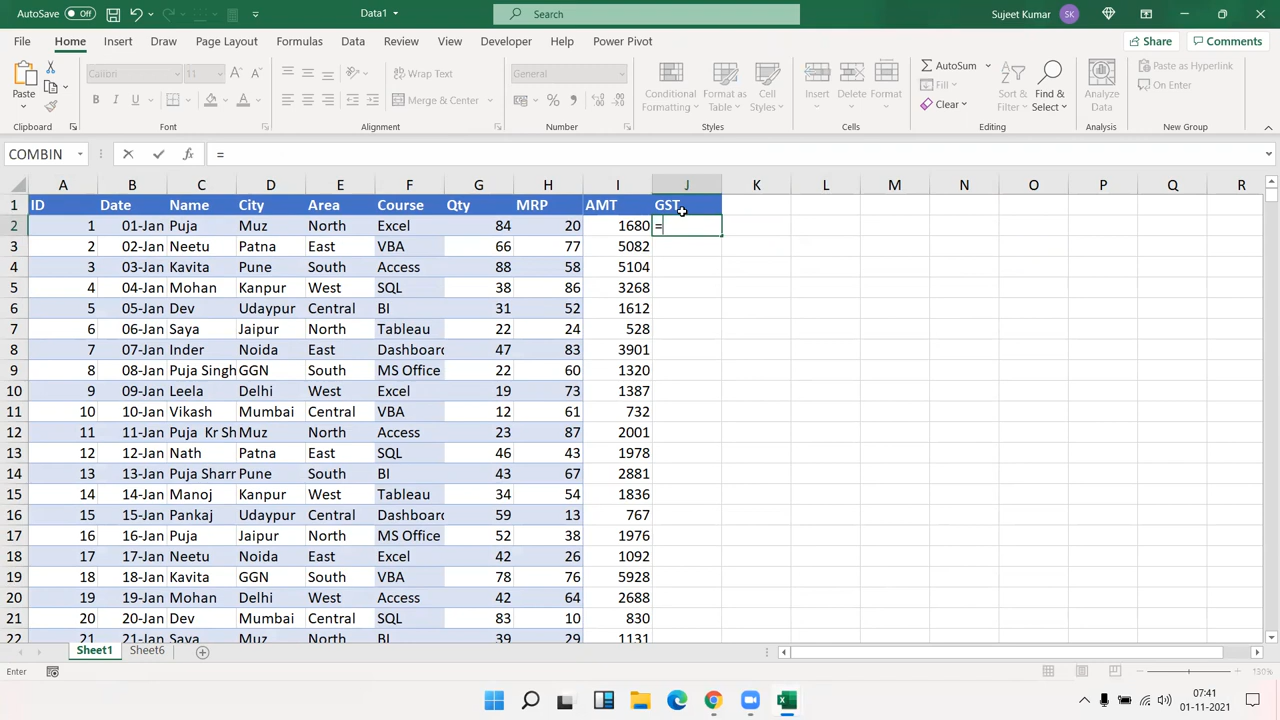 AutoSave Off Data1 Search Sujeet Kumar SK
File Home Insert Draw Page Layout Formulas Data Review View Developer Help Power Pivot Share Comments
Paste Calibri 11 Wrap Text General Conditional Formatting Format as Table Cell Styles Insert Delete Format AutoSum Sort & Filter Find & Select Analyze Data Paste as Hyperlink
B I U Merge & Center Fill On Enter
Clear
Clipboard Font Alignment Number Styles Cells Editing Analysis New Group
COMBIN fx =
A B C D E F G H I J K L M N O P Q R
1 ID Date Name City Area Course Qty MRP AMT GST
2 1 01-Jan Puja Muz North Excel 84 20 1680 =
3 2 02-Jan Neetu Patna East VBA 66 77 5082
4 3 03-Jan Kavita Pune South Access 88 58 5104
5 4 04-Jan Mohan Kanpur West SQL 38 86 3268
6 5 05-Jan Dev Udaypur Central BI 31 52 1612
7 6 06-Jan Saya Jaipur North Tableau 22 24 528
8 7 07-Jan Inder Noida East Dashboard 47 83 3901
9 8 08-Jan Puja Singh GGN South MS Office 22 60 1320
10 9 09-Jan Leela Delhi West Excel 19 73 1387
11 10 10-Jan Vikash Mumbai Central VBA 12 61 732
12 11 11-Jan Puja Kr Sh Muz North Access 23 87 2001
13 12 12-Jan Nath Patna East SQL 46 43 1978
14 13 13-Jan Puja Sharr Pune South BI 43 67 2881
15 14 14-Jan Manoj Kanpur West Tableau 34 54 1836
16 15 15-Jan Pankaj Udaypur Central Dashboard 59 13 767
17 16 16-Jan Puja Jaipur North MS Office 52 38 1976
18 17 17-Jan Neetu Noida East Excel 42 26 1092
19 18 18-Jan Kavita GGN South VBA 78 76 5928
20 19 19-Jan Mohan Delhi West Access 42 64 2688
21 20 20-Jan Dev Mumbai Central SQL 83 10 830
22 21 21-Jan Saya Muz North BI 39 29 1131
Sheet1 Sheet6
Enter 130%
07:41
01-11-2021